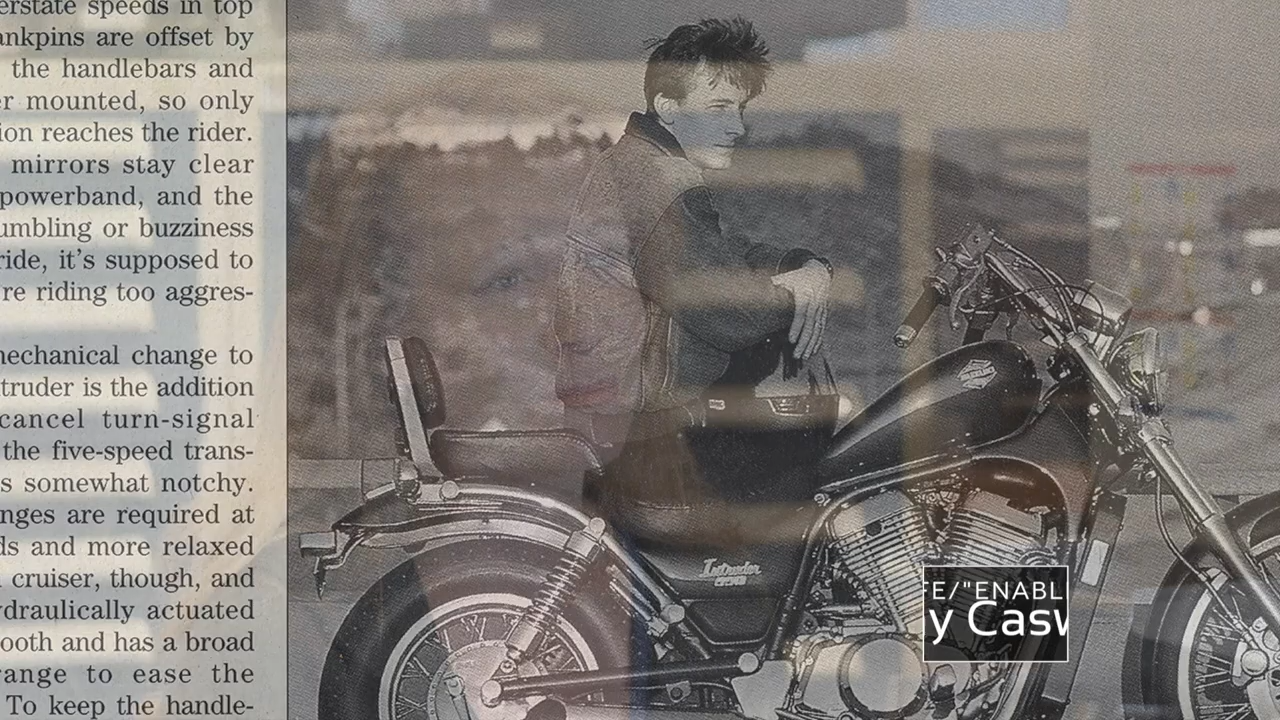 erstate speeds in top
ankpins are offset by
the handlebars and
er mounted, so only
ion reaches the rider.
mirrors stay clear
powerband, and the
umbling or buzziness
ride, it's supposed to
re riding too aggres-
mechanical change to
truder is the addition
cancel turn-signal
the five-speed trans-
s somewhat notchy.
nges are required at
ds and more relaxed
cruiser, though, and
ydraulically actuated
ooth and has a broad
range to ease the
To keep the handle-
SUZUKI
Intruder
FE/"ENABL
y Casw